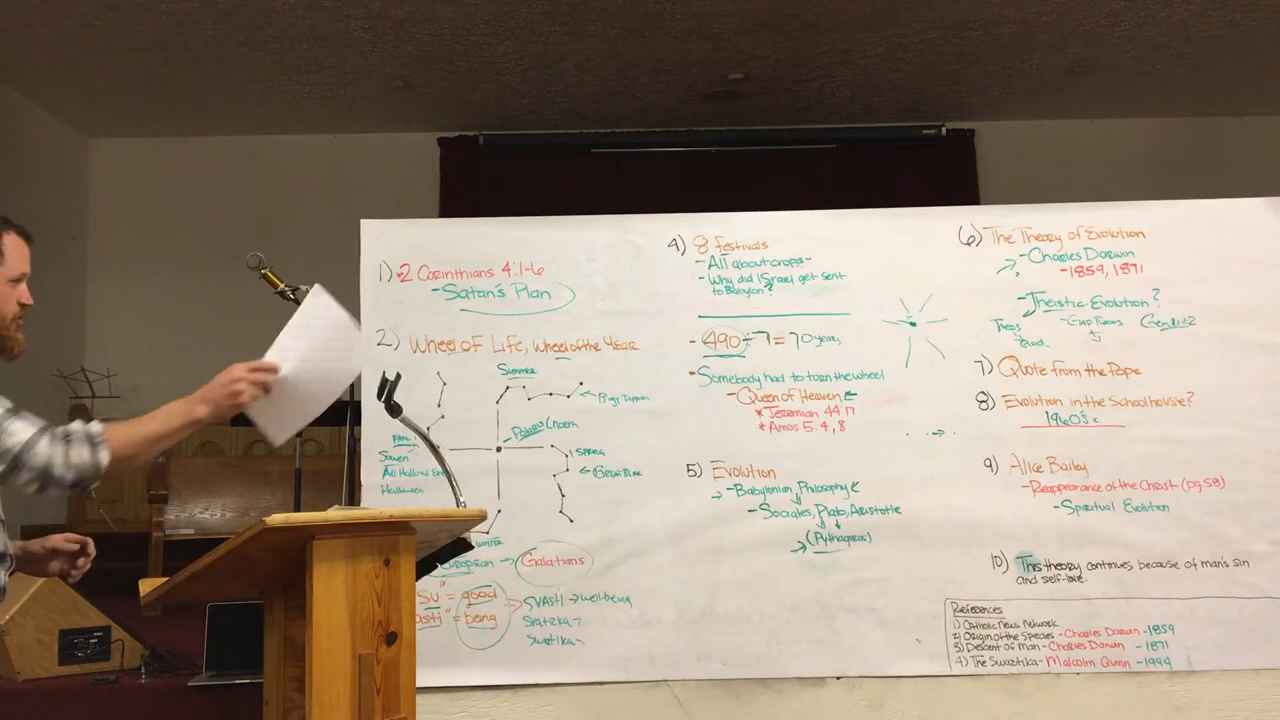 1) 2 Corinthians 4:1-6
- Satan's Plan
2) Wheel of Life, Wheel of the Year
Summer
Polaris (north
Fall
All Hallows
Halloween
Spring
Winter
European → Galatians
Su" = good
asti" = being
Svasti → wellbeing
4) 8 festivals
- All about crops -
- Why did ISrael get sent
to Babylon?
- 490 ÷ 7 = 70 years
- Somebody had to turn the wheel
- Queen of Heaven
* Jeremiah 44:17
* Amos 5:4,8
5) Evolution
- Babylonian Philosophy
- Socrates, Plato, Aristotle
(Pythagoras)
6) The Theory of Evolution
- Charles Darwin
- 1859, 1871
- Theistic Evolution?
Theos
- Gap Theory
God
7) Quote from the Pope
8) Evolution in the Schoolhouse?
1960's
9) Alice Bailey
- Reappearance of the Christ (pg. 58)
- Spiritual Evolution
10) This theory continues because of man's sin
and self-love.
References
1) Catholic News Network
2) Origin of the Species - Charles Darwin - 1859
3) Descent of Man - Charles Darwin - 1871
4) The Swaztika - Malcolm Quinn - 1994